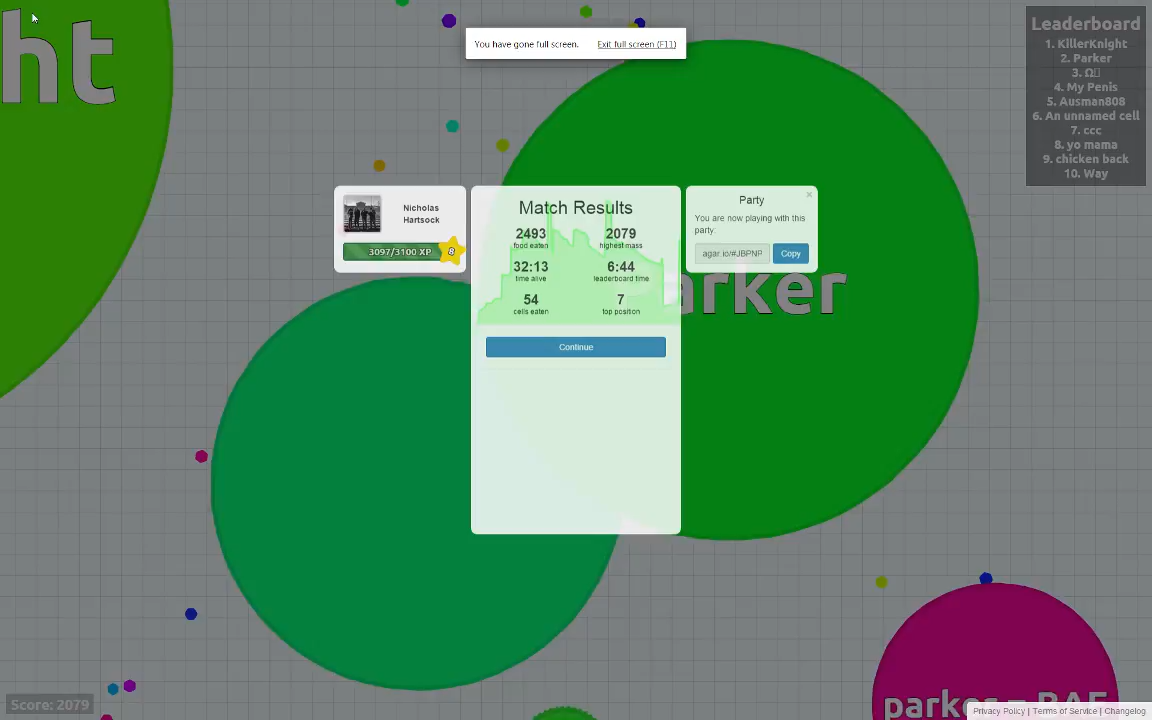 ht
You have gone full screen. Exit full screen (F11)
Leaderboard
1. KillerKnight
2. Parker
3. Ω
4. My Penis
5. Ausman808
6. An unnamed cell
7. ccc
8. yo mama
9. chicken back
10. Way
Nicholas
Hartsock
3097/3100 XP
8
Match Results
2493
food eaten
2079
highest mass
32:13
time alive
6:44
leaderboard time
54
cells eaten
7
top position
Continue
Party
×
You are now playing with this
party:
agar.io/#JBPNP
Copy
arker
Score: 2079
Privacy Policy | Terms of Service | Changelog